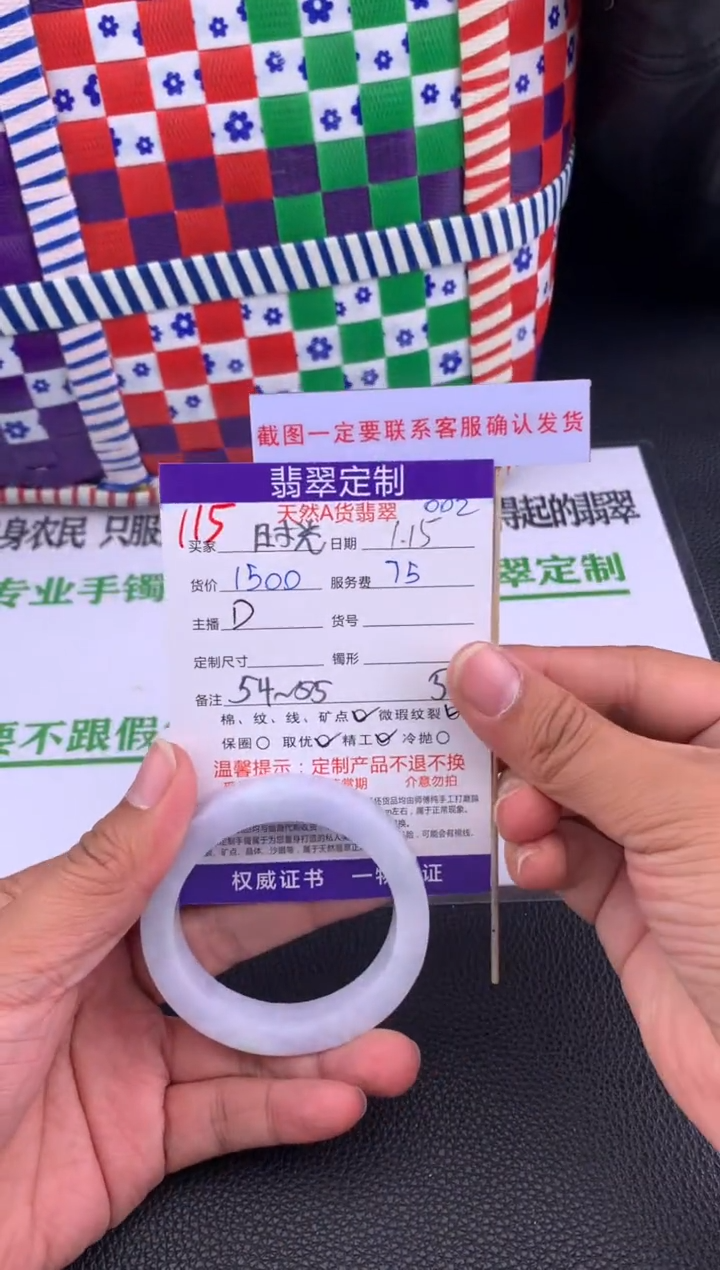 截图一定要联系客服确认发货
翡翠定制
天然A货翡翠 002
115
买家 时光 日期 1.15
货价 1500 服务费 75
主播 D 货号
定制尺寸 镯形
备注 54~55
棉、纹、线、矿点 微瑕纹裂
保圈 取优 精工 冷抛
温馨提示：定制产品不退不换
介意勿拍
权威证书 一物 证
身农民 只服
得起的翡翠
专业手镯
翠定制
要不跟假